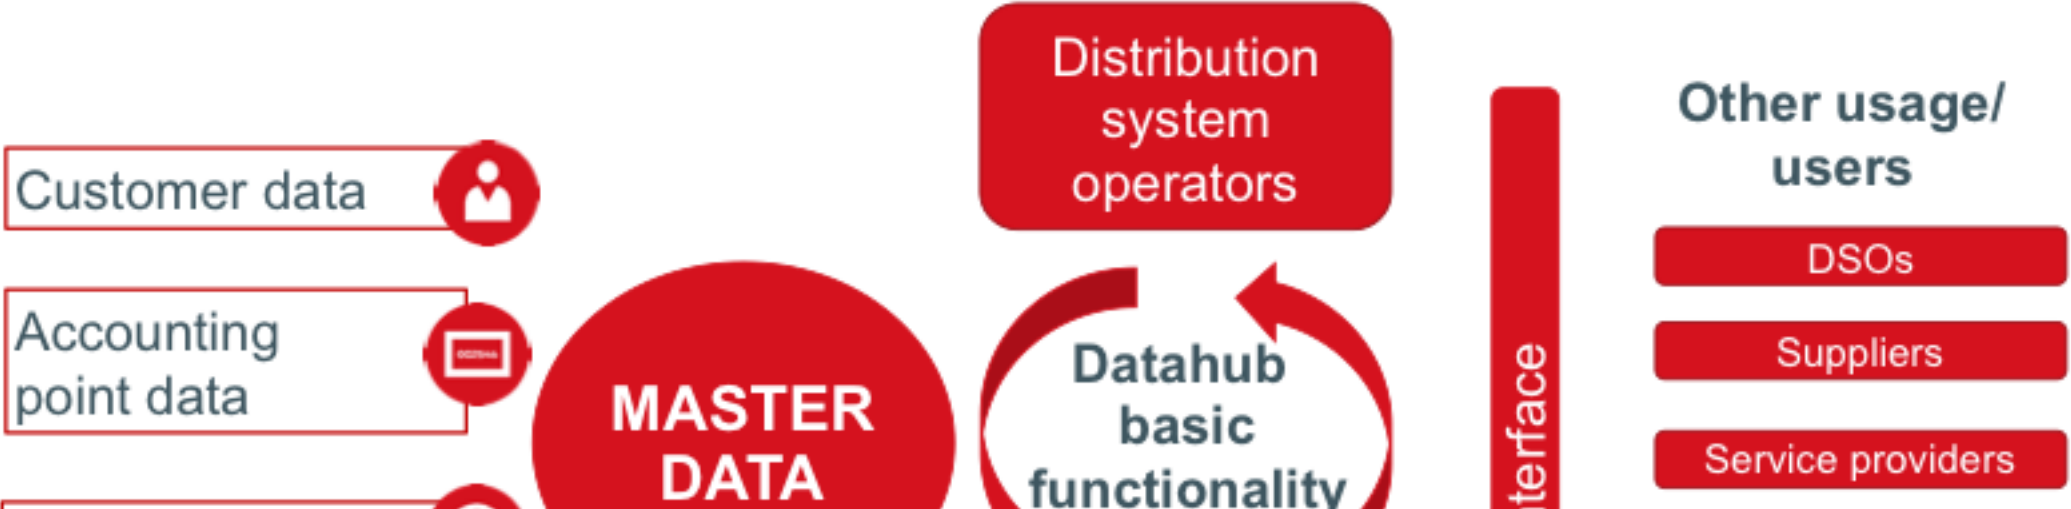 Customer data
Accounting
point data
MASTER
DATA
Distribution
system
operators
Datahub
basic
functionality
Other usage/
users
DSOs
Suppliers
Service providers